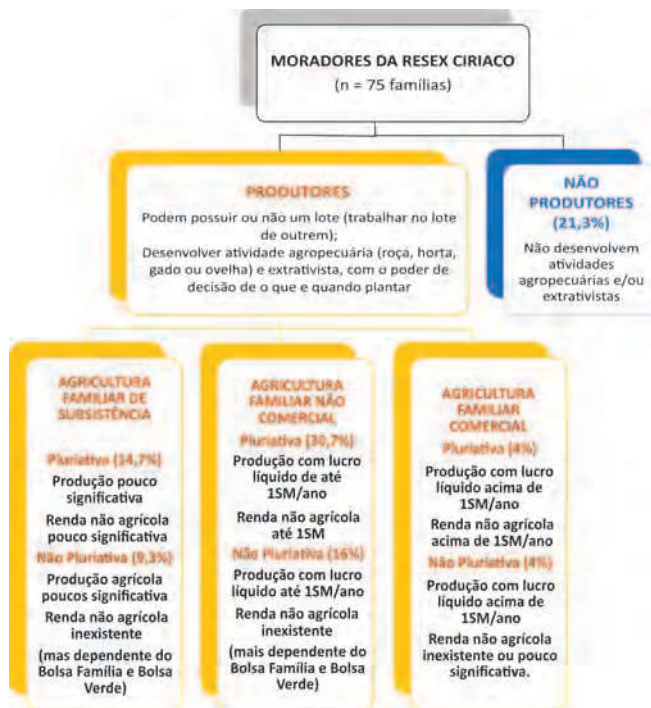 MORADORES DA RESEX CIRIACO
(n = 75 famílias)
PRODUTORES
Podem possuir ou não um lote (trabalhar no lote
de outrem);
Desenvolver atividade agropecuária (roça, horta,
gado ou ovelha) e extrativista, com o poder de
decisão de o que e quando plantar
NÃO
PRODUTORES
(21,3%)
Não desenvolvem
atividades
agropecuárias e/ou
extrativistas
AGRICULTURA
FAMILIAR DE
SUBSISTÊNCIA
Pluriativa (14,7%)
Produção pouco
significativa
Renda não agrícola
pouco significativa
Não Pluriativa (9,3%)
Produção agrícola
poucos significativa
Renda não agrícola
inexistente
(mas dependente do
Bolsa Família e Bolsa
Verde)
AGRICULTURA
FAMILIAR NÃO
COMERCIAL
Pluriativa (30,7%)
Produção com lucro
líquido de até
1SM/ano
Renda não agrícola
até 1SM
Não Pluriativa (16%)
Produção com lucro
líquido até 1SM/ano
Renda não agrícola
inexistente
(mais dependente do
Bolsa Família e Bolsa
Verde)
AGRICULTURA
FAMILIAR
COMERCIAL
Pluriativa (4%)
Produção com lucro
líquido acima de
1SM/ano
Renda não agrícola
acima de 1SM/ano
Não Pluriativa (4%)
Produção com lucro
líquido acima de
1SM/ano
Renda não agrícola
inexistente ou pouco
significativa.